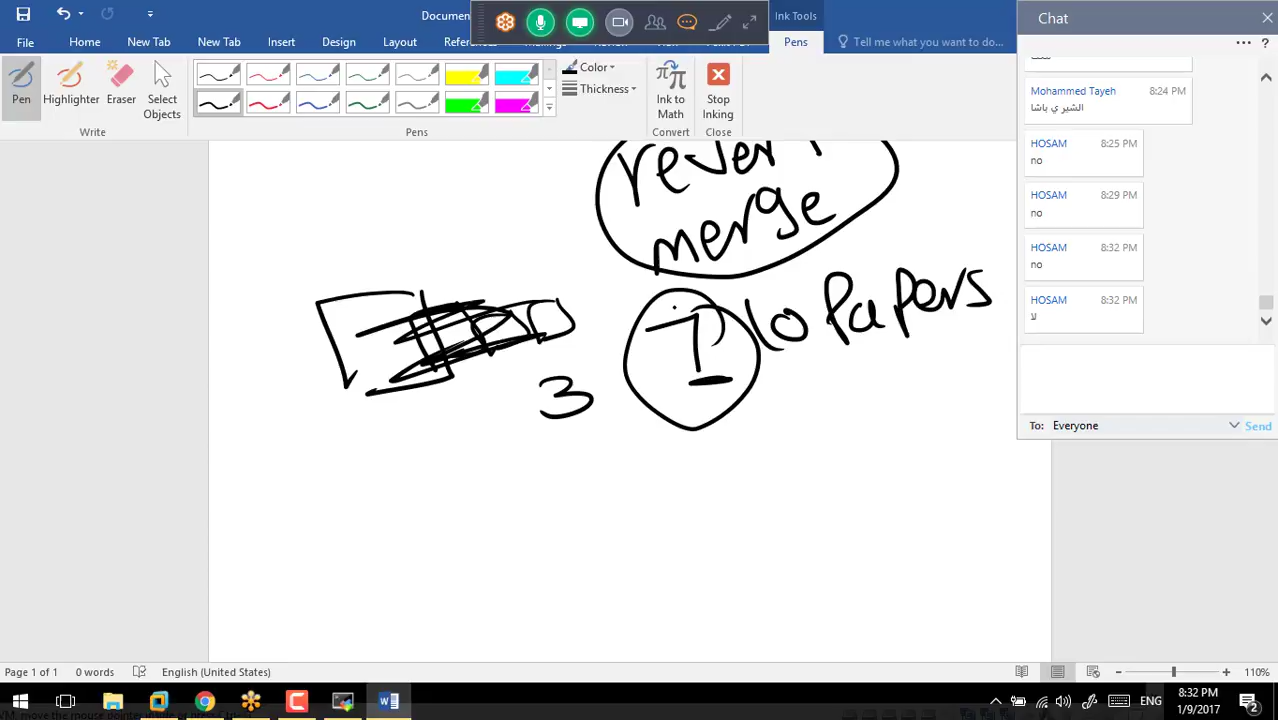 Documen
Ink Tools
File
Home
New Tab
New Tab
Insert
Design
Layout
Pens
Tell me what you want to do...
Pen
Highlighter
Eraser
Select Objects
Color
Thickness
Ink to Math
Stop Inking
Write
Pens
Convert
Close
merge
10 Papers
3
Chat
Mohammed Tayeh 8:24 PM
الشير ي باشا
HOSAM 8:25 PM
no
HOSAM 8:29 PM
no
HOSAM 8:32 PM
no
HOSAM 8:32 PM
لا
To: Everyone
Send
Page 1 of 1
0 words
English (United States)
110%
ENG
8:32 PM
1/9/2017
2